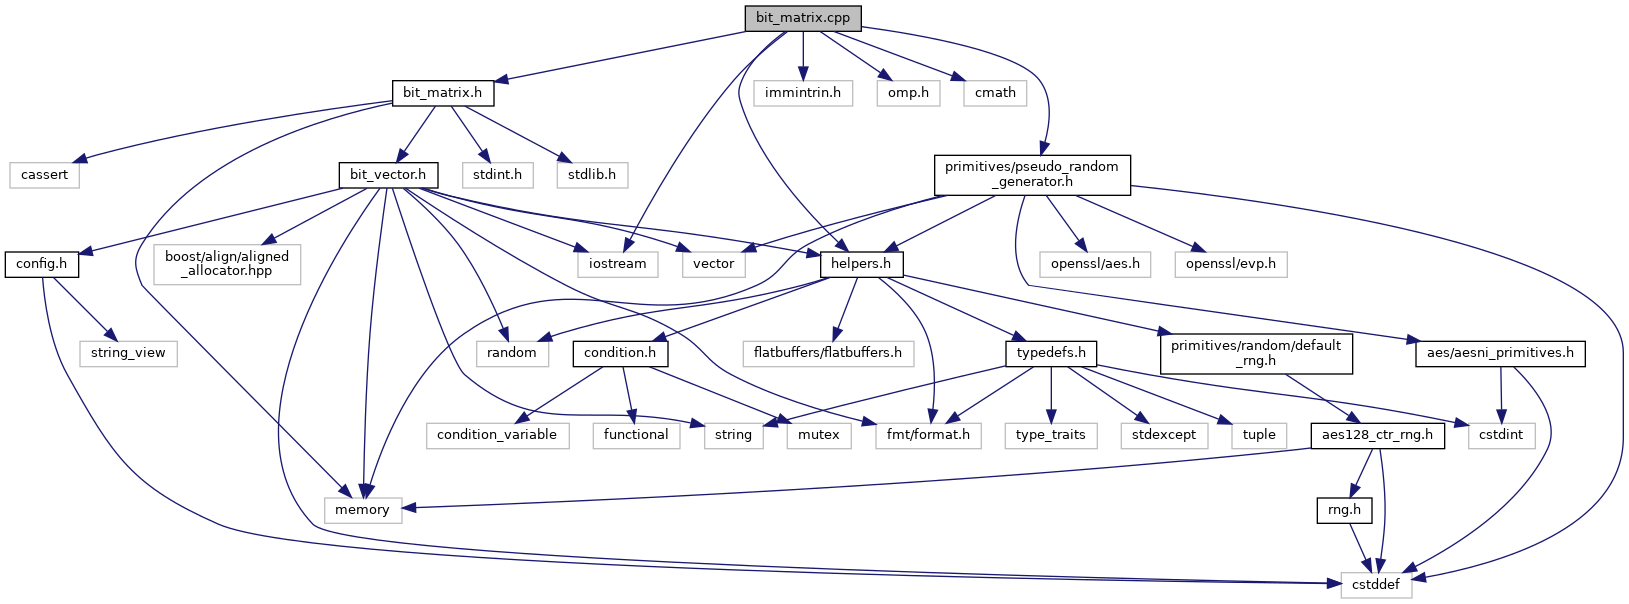 bit_matrix.cpp
bit_matrix.h
immintrin.h
omp.h
cmath
cassert
bit_vector.h
stdint.h
stdlib.h
primitives/pseudo_random
_generator.h
config.h
boost/align/aligned
_allocator.hpp
iostream
vector
helpers.h
openssl/aes.h
openssl/evp.h
string_view
random
condition.h
flatbuffers/flatbuffers.h
typedefs.h
primitives/random/default
_rng.h
aes/aesni_primitives.h
condition_variable
functional
string
mutex
fmt/format.h
type_traits
stdexcept
tuple
aes128_ctr_rng.h
cstdint
memory
rng.h
cstddef